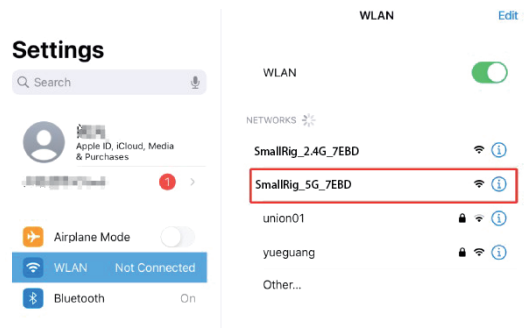 Settings
Search
Apple ID, iCloud, Media
& Purchases
1
Airplane Mode
WLAN Not Connected
Bluetooth On
WLAN Edit
WLAN
NETWORKS
SmallRig_2.4G_7EBD
SmallRig_5G_7EBD
union01
yueguang
Other...